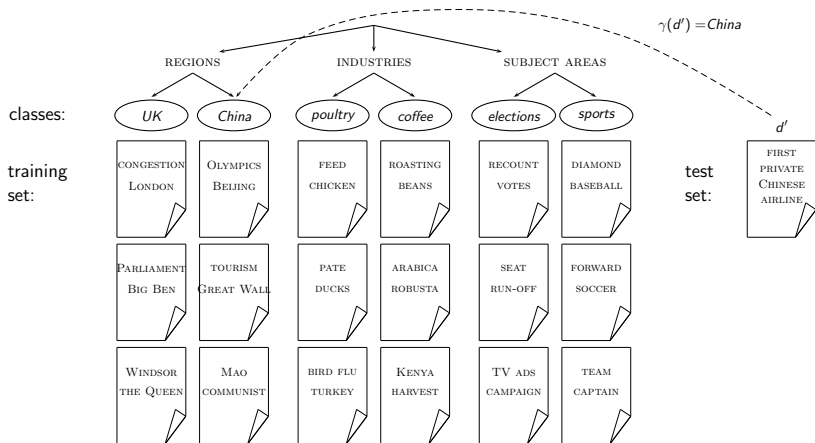 γ(d′) =China
REGIONS INDUSTRIES SUBJECT AREAS
classes: UK China poultry coffee elections sports
d′
training set:
CONGESTION LONDON
OLYMPICS BEIJING
FEED CHICKEN
ROASTING BEANS
RECOUNT VOTES
DIAMOND BASEBALL
test set:
FIRST PRIVATE CHINESE AIRLINE
PARLIAMENT BIG BEN
TOURISM GREAT WALL
PATE DUCKS
ARABICA ROBUSTA
SEAT RUN-OFF
FORWARD SOCCER
WINDSOR THE QUEEN
MAO COMMUNIST
BIRD FLU TURKEY
KENYA HARVEST
TV ADS CAMPAIGN
TEAM CAPTAIN